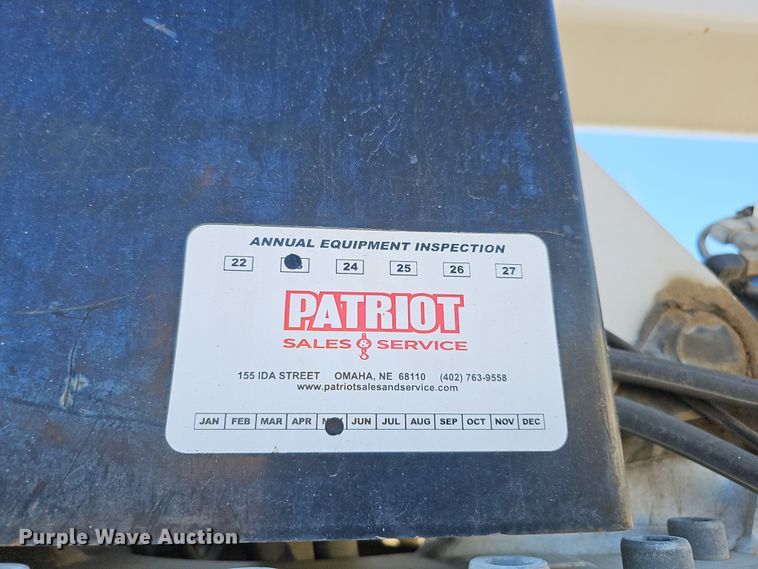 ANNUAL EQUIPMENT INSPECTION
22 24 25 26 27
PATRIOT
SALES & SERVICE
155 IDA STREET OMAHA, NE 68110 (402) 763-9558
www.patriotsalesandservice.com
JAN FEB MAR APR JUN JUL AUG SEP OCT NOV DEC
Purple Wave Auction